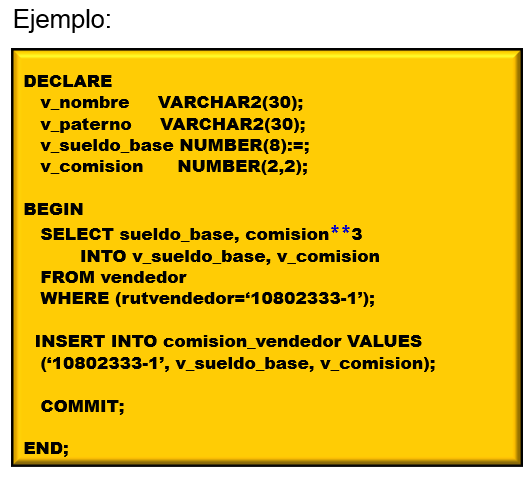 Ejemplo:
DECLARE
v_nombre VARCHAR2(30);
v_paterno VARCHAR2(30);
v_sueldo_base NUMBER(8):=;
v_comision NUMBER(2,2);
BEGIN
SELECT sueldo_base, comision**3
INTO v_sueldo_base, v_comision
FROM vendedor
WHERE (rutvendedor=‘10802333-1’);
INSERT INTO comision_vendedor VALUES
(‘10802333-1’, v_sueldo_base, v_comision);
COMMIT;
END;